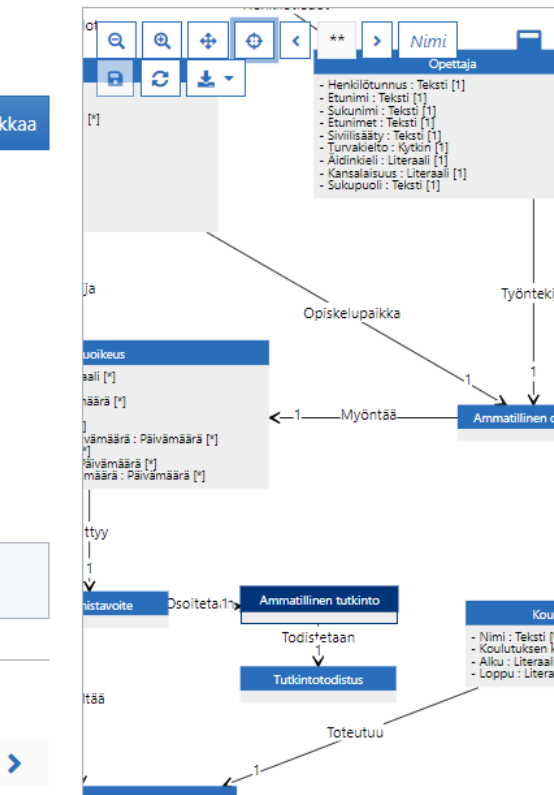 kkaa
**
Nimi
Opettaja
- Henkilötunnus : Teksti [1]
- Etunimi : Teksti [1]
- Sukunimi : Teksti [1]
- Etunimet : Teksti [1]
- Siviilisääty : Teksti [1]
- Turvakielto : Kytkin [1]
- Äidinkieli : Literaali [1]
- Kansalaisuus : Literaali [1]
- Sukupuoli : Teksti [1]
[*]
ja
Opiskelupaikka
Työnteki
1
1
uoikeus
aali [*]
määrä [*]
]
vämäärä : Päivämäärä [*]
*]
Päivämäärä [*]
määrä : Päivämäärä [*]
1
Myöntää
Ammatillinen o
ttyy
1
nistavoite
Osoitetaan
1
Ammatillinen tutkinto
Todistetaan
1
Tutkintotodistus
Kou
- Nimi : Teksti [
- Koulutuksen k
- Alku : Literaali
- Loppu : Litera
ltää
Toteutuu
1